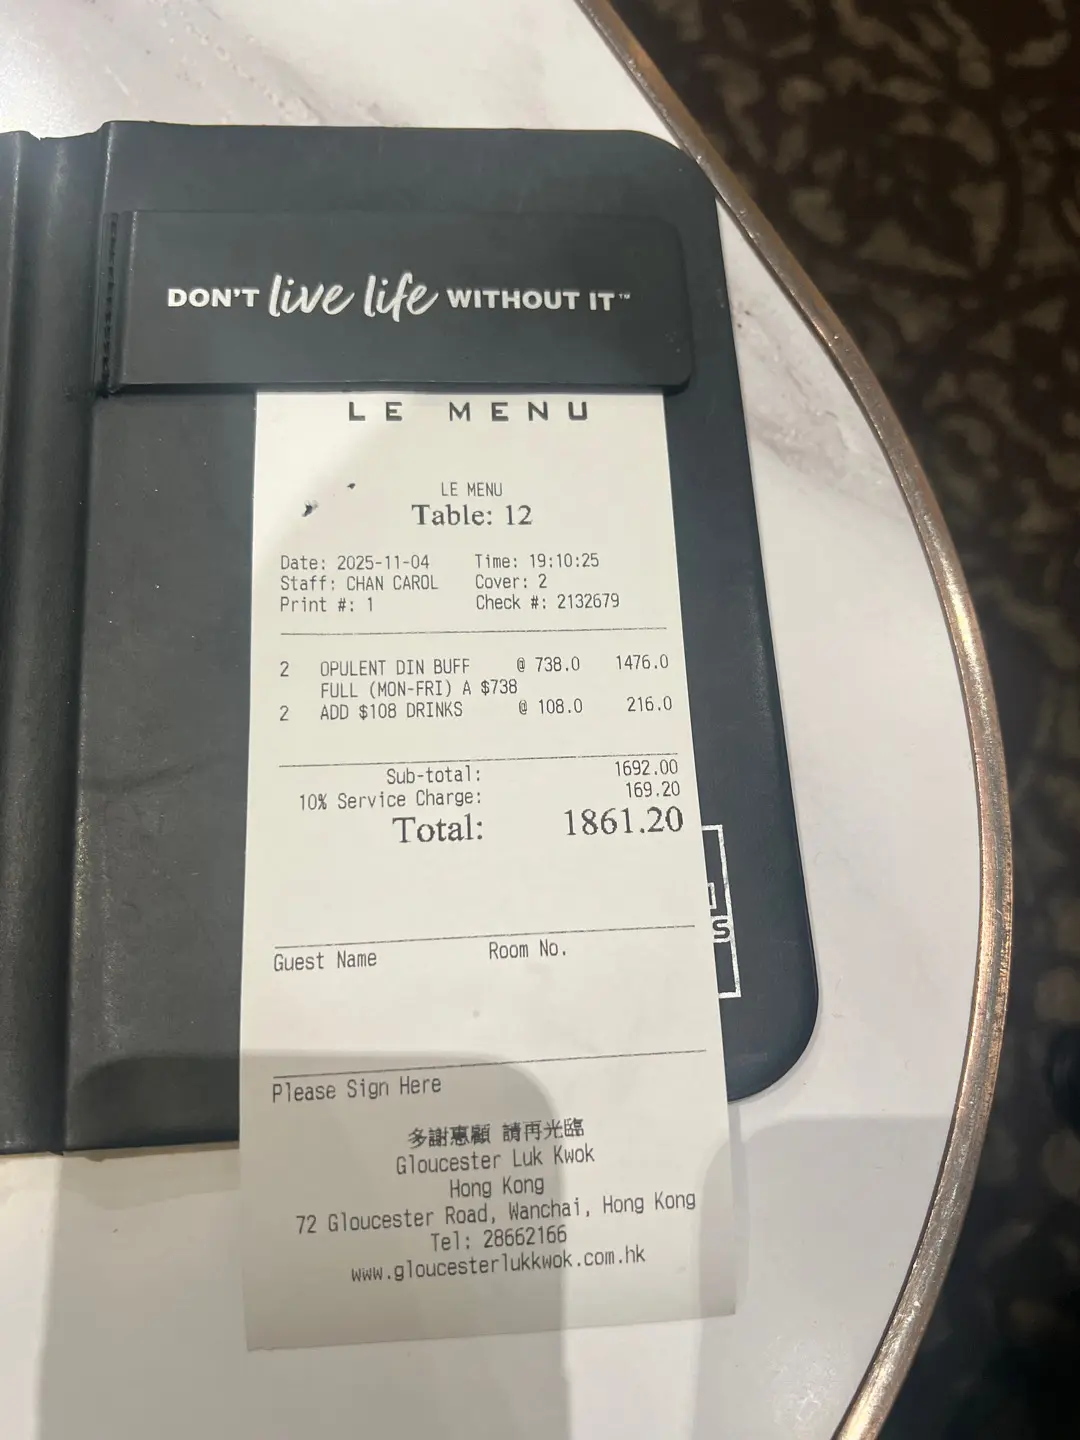 DON'T live life WITHOUT IT™
LE MENU
LE MENU
Table: 12
Date: 2025-11-04 Time: 19:10:25
Staff: CHAN CAROL Cover: 2
Print #: 1 Check #: 2132679
2 OPULENT DIN BUFF @ 738.0 1476.0
FULL (MON-FRI) A $738
2 ADD $108 DRINKS @ 108.0 216.0
Sub-total: 1692.00
10% Service Charge: 169.20
Total: 1861.20
Guest Name Room No.
Please Sign Here
多謝惠顧 請再光臨
Gloucester Luk Kwok
Hong Kong
72 Gloucester Road, Wanchai, Hong Kong
Tel: 28662166
www.gloucesterlukkwok.com.hk